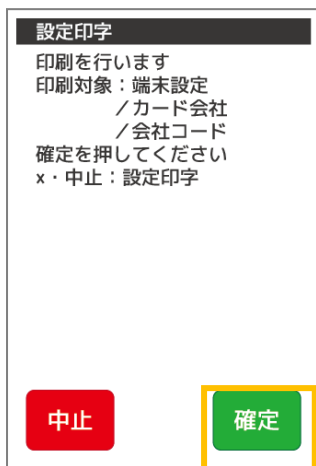 設定印字
印刷を行います
印刷対象：端末設定
／カード会社
／会社コード
確定を押してください
x・中止：設定印字
中止
確定